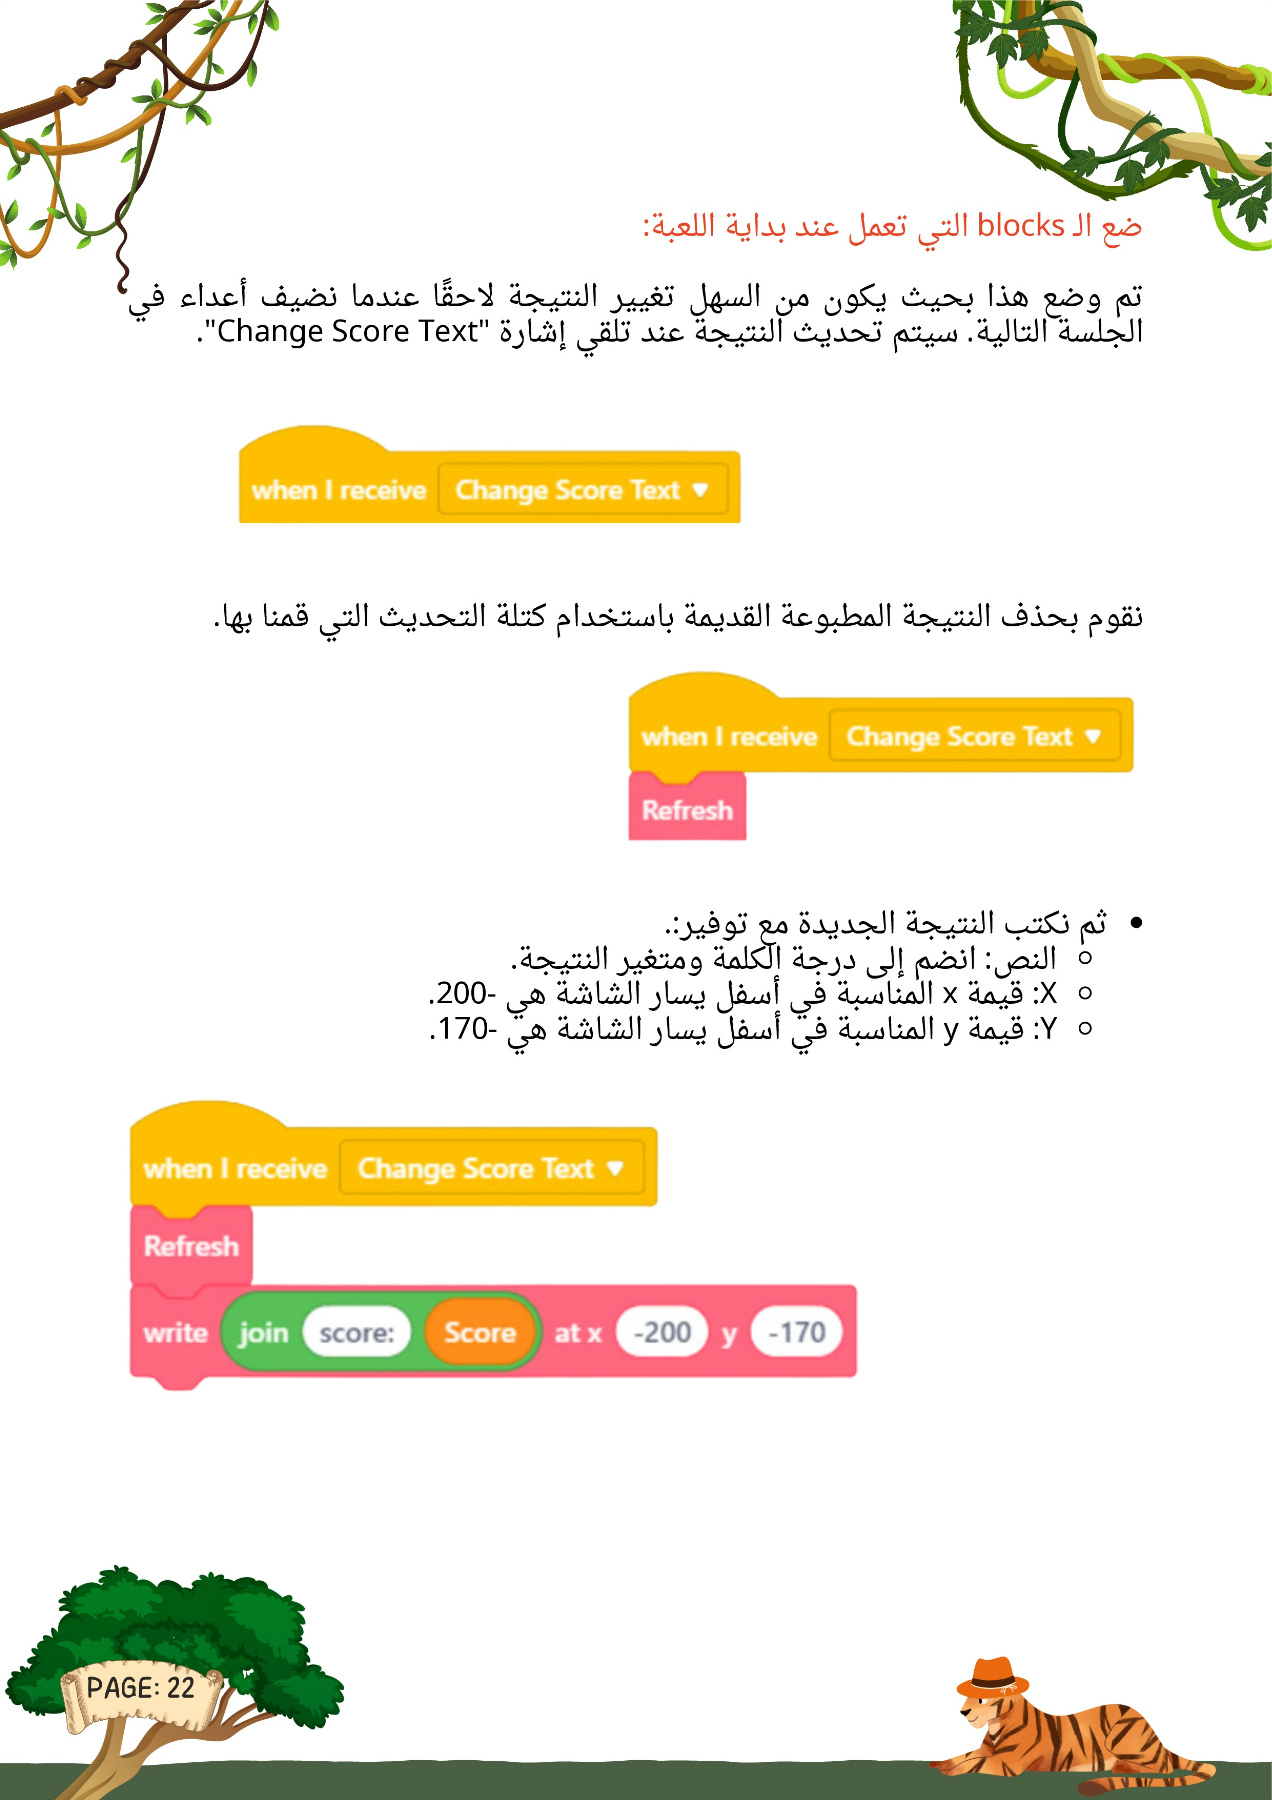 ضع الـ blocks التي تعمل عند بداية اللعبة:
تم وضع هذا بحيث يكون من السهل تغيير النتيجة لاحقًا عندما نضيف أعداء في
الجلسة التالية. سيتم تحديث النتيجة عند تلقي إشارة "Change Score Text".
when I receive Change Score Text
نقوم بحذف النتيجة المطبوعة القديمة باستخدام كتلة التحديث التي قمنا بها.
when I receive Change Score Text
Refresh
• ثم نكتب النتيجة الجديدة مع توفير:.
○ النص: انضم إلى درجة الكلمة ومتغير النتيجة.
○ X: قيمة x المناسبة في أسفل يسار الشاشة هي -200.
○ Y: قيمة y المناسبة في أسفل يسار الشاشة هي -170.
when I receive Change Score Text
Refresh
write join score: Score at x -200 y -170
PAGE: 22